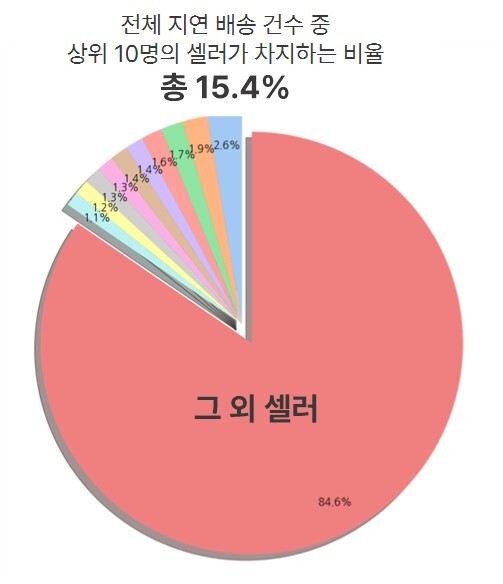 전체 지연 배송 건수 중
상위 10명의 셀러가 차지하는 비율
총 15.4%
2.6%
1.9%
1.7%
1.6%
1.4%
1.4%
1.3%
1.3%
1.2%
1.1%
그 외 셀러
84.6%